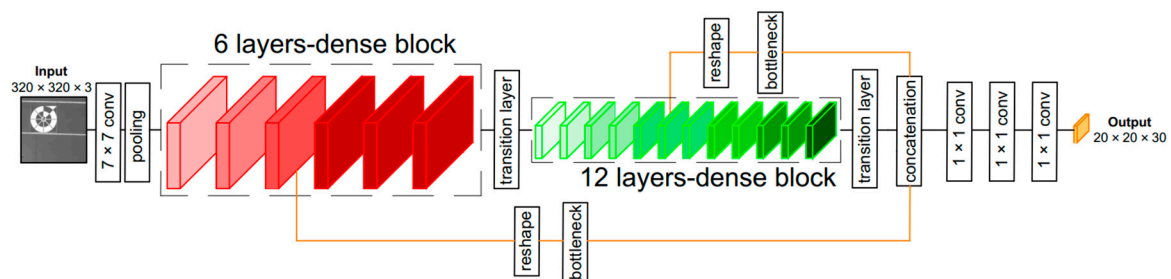 6 layers-dense block
Input
320 × 320 × 3
7 × 7 conv
pooling
transition layer
reshape
bottleneck
12 layers-dense block
transition layer
concatenation
1 × 1 conv
1 × 1 conv
1 × 1 conv
Output
20 × 20 × 30
reshape
bottleneck